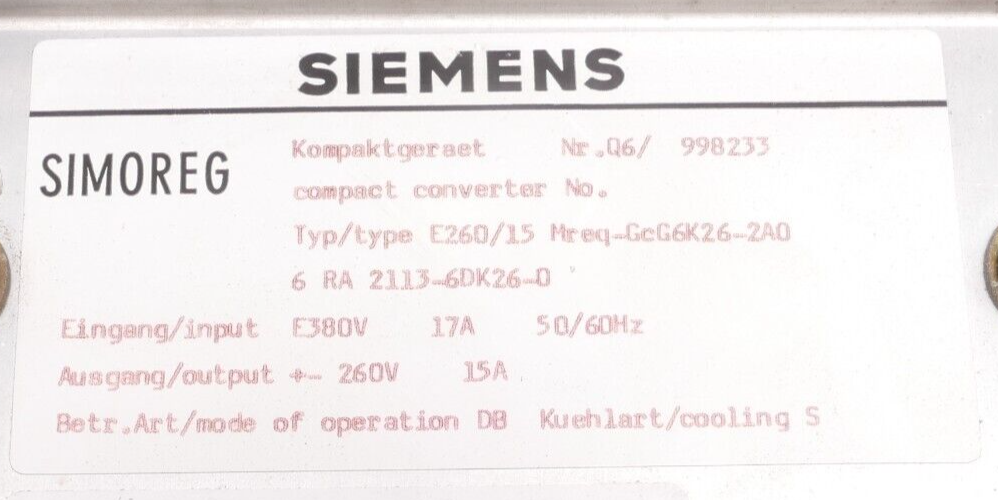 SIEMENS
SIMOREG
Kompaktgeraet Nr.Q6/ 998233
compact converter No.
Typ/type E260/15 Mreq-GcG6K26-2A0
6 RA 2113-6DK26-0
Eingang/input E380V 17A 50/60Hz
Ausgang/output +- 260V 15A
Betr.Art/mode of operation DB Kuehlart/cooling S